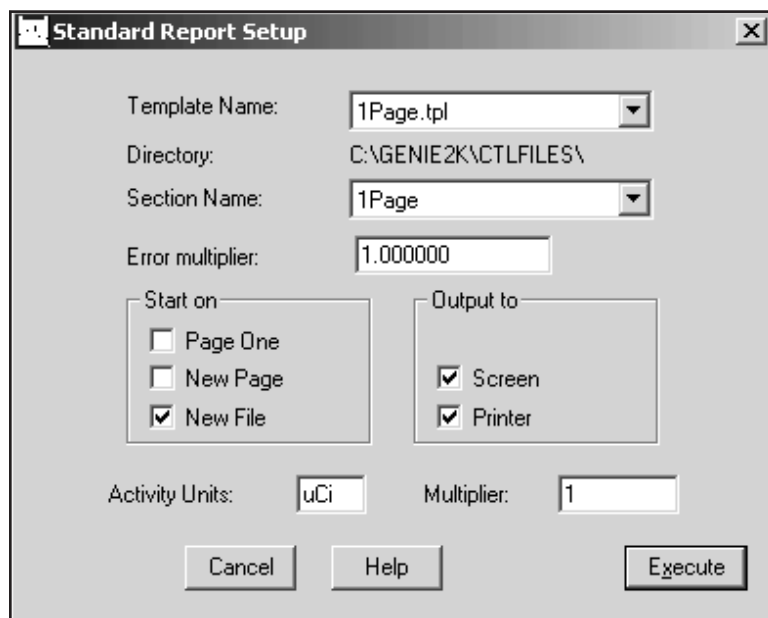 Standard Report Setup
Template Name: 1Page.tpl
Directory: C:\GENIE2K\CTLFILES\
Section Name: 1Page
Error multiplier: 1.000000
Start on
Page One
New Page
New File
Output to
Screen
Printer
Activity Units: uCi Multiplier: 1
Cancel Help Execute